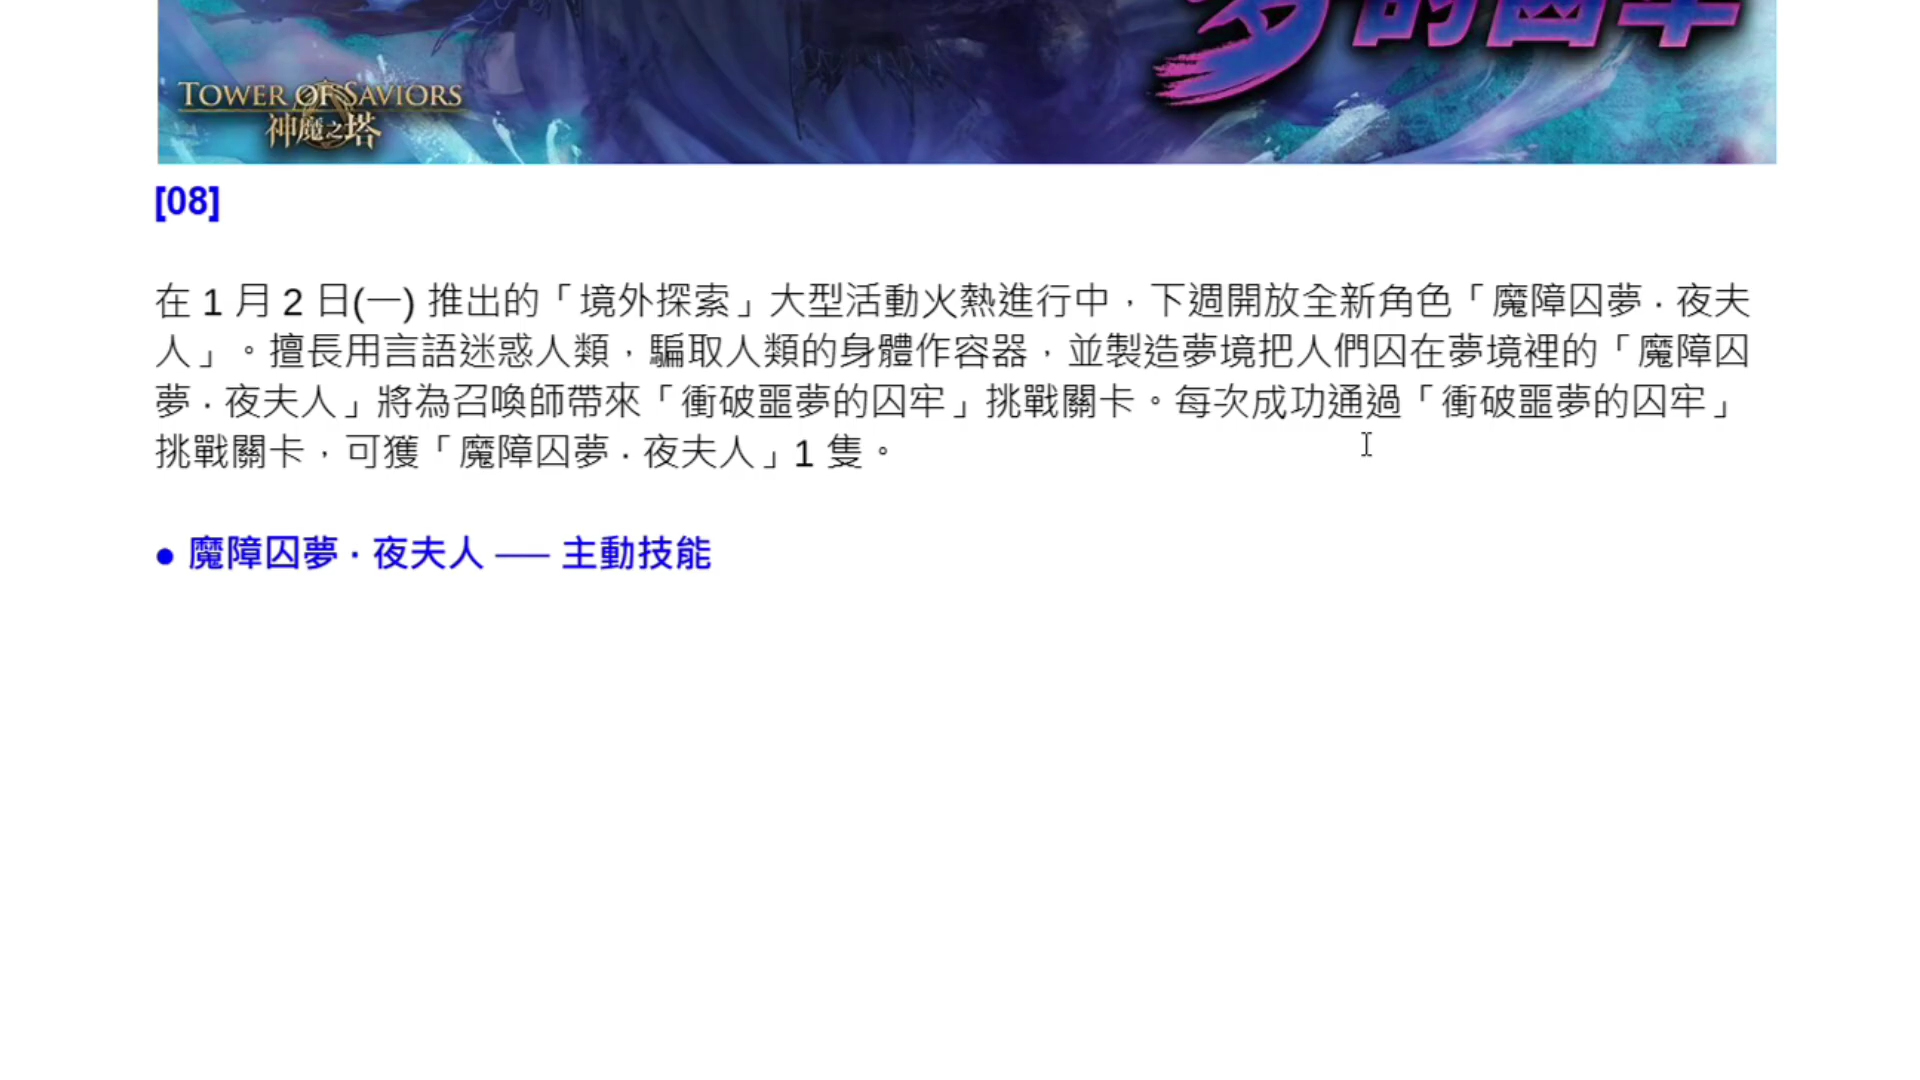 夢的囚牢
TOWER OF SAVIORS
神魔之塔
[08]
在 1 月 2 日(一) 推出的「境外探索」大型活動火熱進行中，下週開放全新角色「魔障囚夢 ‧ 夜夫
人」。擅長用言語迷惑人類，騙取人類的身體作容器，並製造夢境把人們囚在夢境裡的「魔障囚
夢 ‧ 夜夫人」將為召喚師帶來「衝破噩夢的囚牢」挑戰關卡。每次成功通過「衝破噩夢的囚牢」
挑戰關卡，可獲「魔障囚夢 ‧ 夜夫人」1 隻。
● 魔障囚夢 ‧ 夜夫人 ── 主動技能